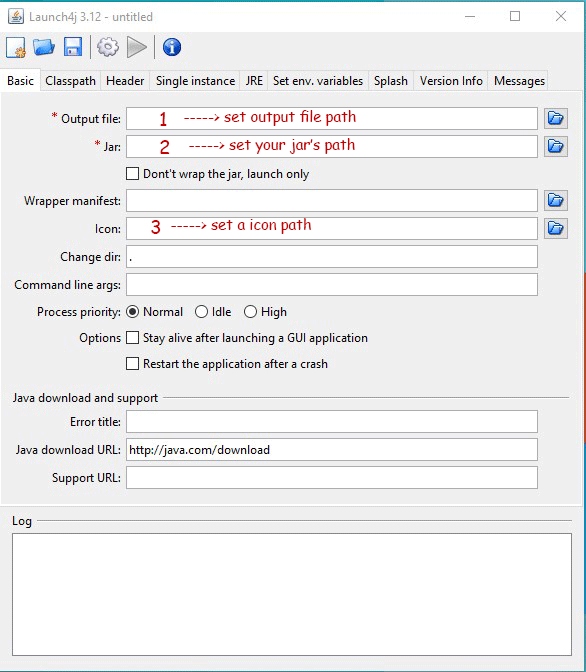 Launch4j 3.12 - untitled
Basic Classpath Header Single instance JRE Set env. variables Splash Version Info Messages
* Output file: 1 -----> set output file path
* Jar: 2 -----> set your jar's path
Dont't wrap the jar, launch only
Wrapper manifest:
Icon: 3 -----> set a icon path
Change dir: .
Command line args:
Process priority: Normal Idle High
Options Stay alive after launching a GUI application
Restart the application after a crash
Java download and support
Error title:
Java download URL: http://java.com/download
Support URL:
Log